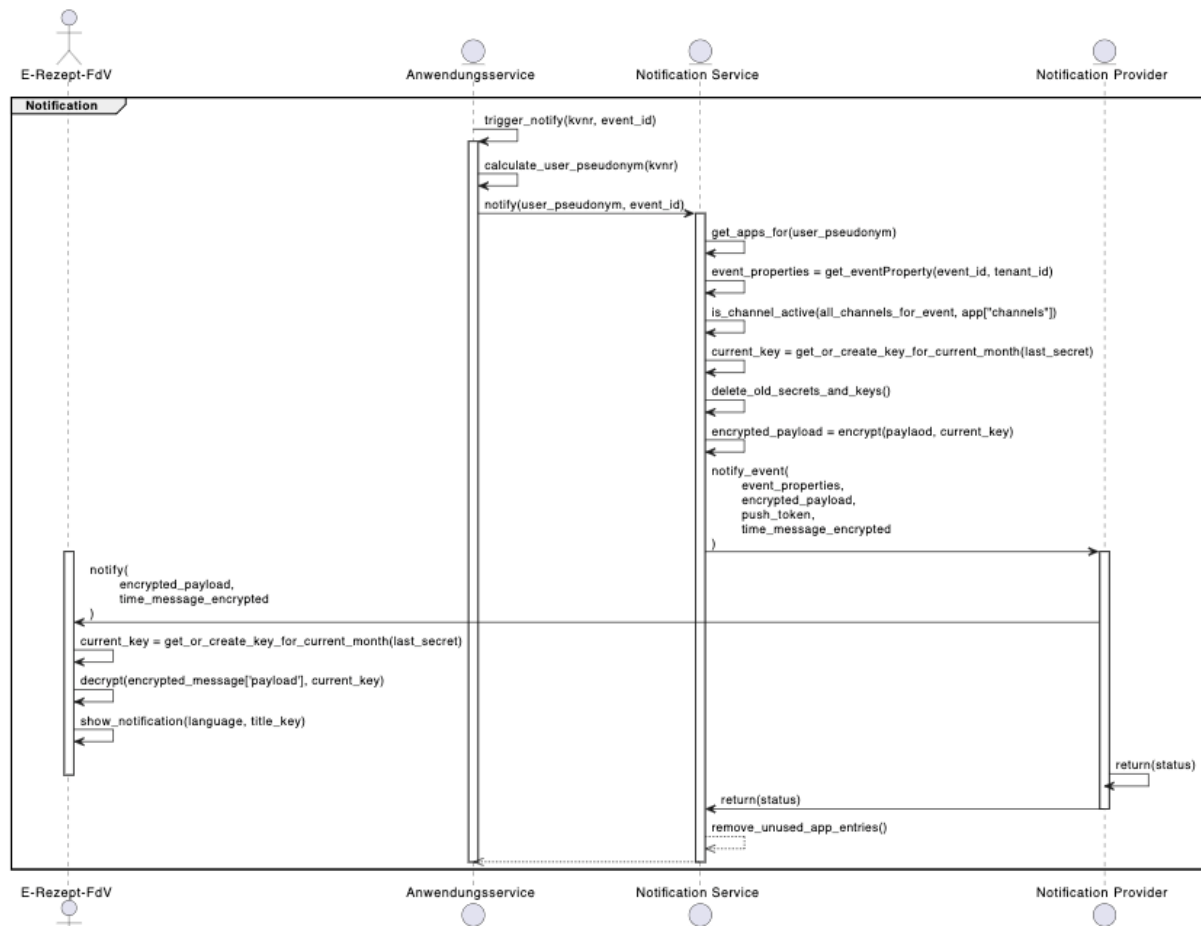 E-Rezept-FdV
Anwendungsservice
Notification Service
Notification Provider
Notification
trigger_notify(kvnr, event_id)
calculate_user_pseudonym(kvnr)
notify(user_pseudonym, event_id)
get_apps_for(user_pseudonym)
event_properties = get_eventProperty(event_id, tenant_id)
is_channel_active(all_channels_for_event, app["channels"])
current_key = get_or_create_key_for_current_month(last_secret)
delete_old_secrets_and_keys()
encrypted_payload = encrypt(paylaod, current_key)
notify_event(
event_properties,
encrypted_payload,
push_token,
time_message_encrypted
)
notify(
encrypted_payload,
time_message_encrypted
)
current_key = get_or_create_key_for_current_month(last_secret)
decrypt(encrypted_message['payload'], current_key)
show_notification(language, title_key)
return(status)
return(status)
remove_unused_app_entries()
E-Rezept-FdV
Anwendungsservice
Notification Service
Notification Provider